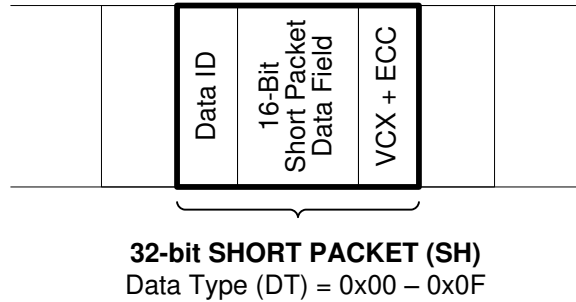 Data ID
16-Bit
Short Packet
Data Field
VCX + ECC
32-bit SHORT PACKET (SH)
Data Type (DT) = 0x00 – 0x0F